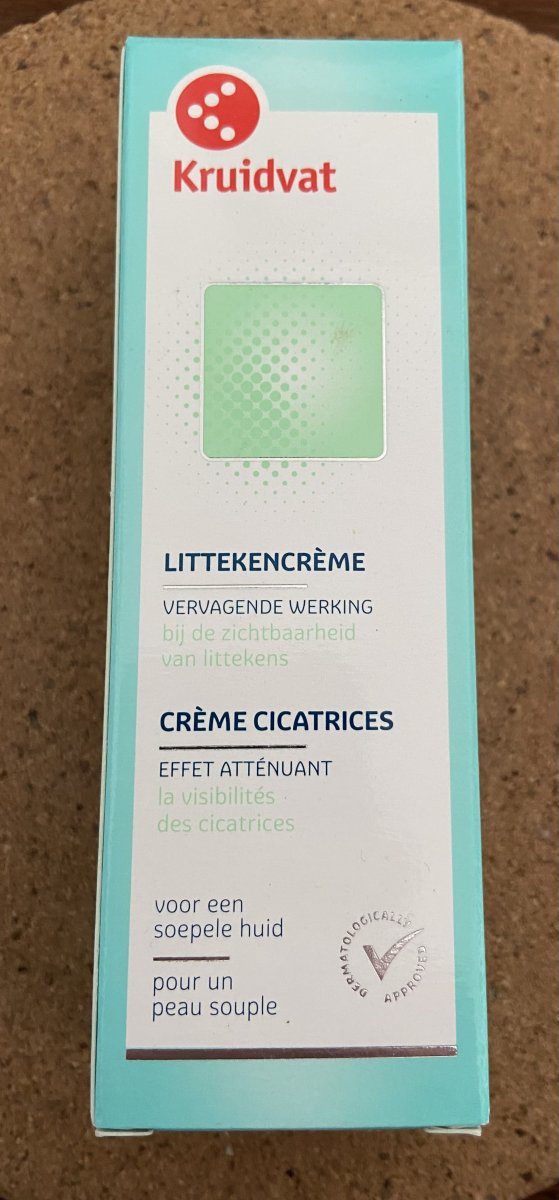 Kruidvat
LITTEKENCRÈME
VERVAGENDE WERKING
bij de zichtbaarheid
van littekens
CRÈME CICATRICES
EFFET ATTÉNUANT
la visibilités
des cicatrices
voor een
soepele huid
pour un
peau souple
DERMATOLOGICALLY
APPROVED